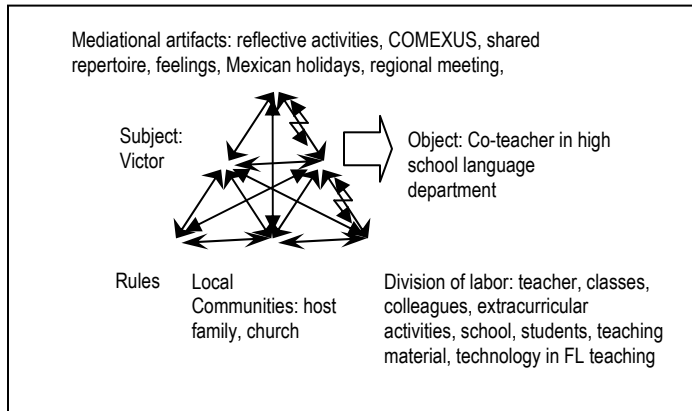 Mediational artifacts: reflective activities, COMEXUS, shared
repertoire, feelings, Mexican holidays, regional meeting,
Subject:
Victor
Object: Co-teacher in high
school language
department
Rules
Local
Communities: host
family, church
Division of labor: teacher, classes,
colleagues, extracurricular
activities, school, students, teaching
material, technology in FL teaching